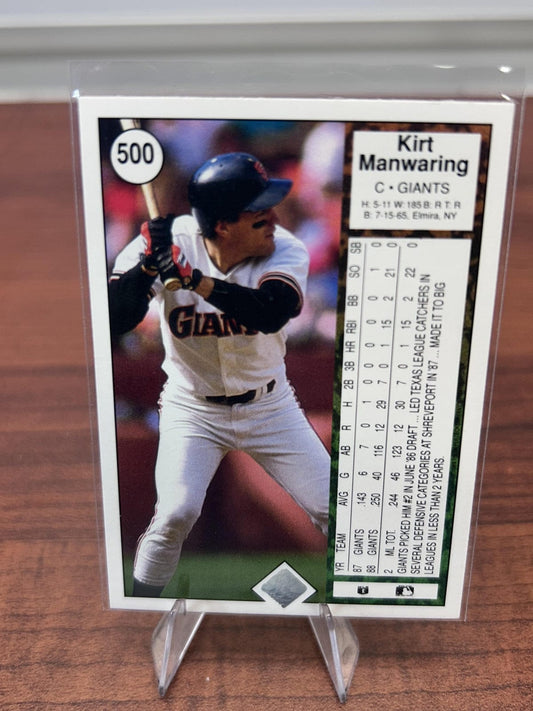 500
Kirt
Manwaring
C • GIANTS
H: 5-11 W: 185 B: R T: R
B: 7-15-65, Elmira, NY
GIANTS
YR TEAM AVG G AB R H 2B 3B HR RBI BB SO SB
87 GIANTS .143 6 7 0 1 0 0 0 0 0 1 0
88 GIANTS .250 40 116 12 29 7 0 1 15 2 21 0
2 ML TOT. .244 46 123 12 30 7 0 1 15 2 22 0
GIANTS PICKED HIM #2 IN JUNE '86 DRAFT ... LED TEXAS LEAGUE CATCHERS IN
SEVERAL DEFENSIVE CATEGORIES AT SHREVEPORT IN '87 ... MADE IT TO BIG
LEAGUES IN LESS THAN 2 YEARS.